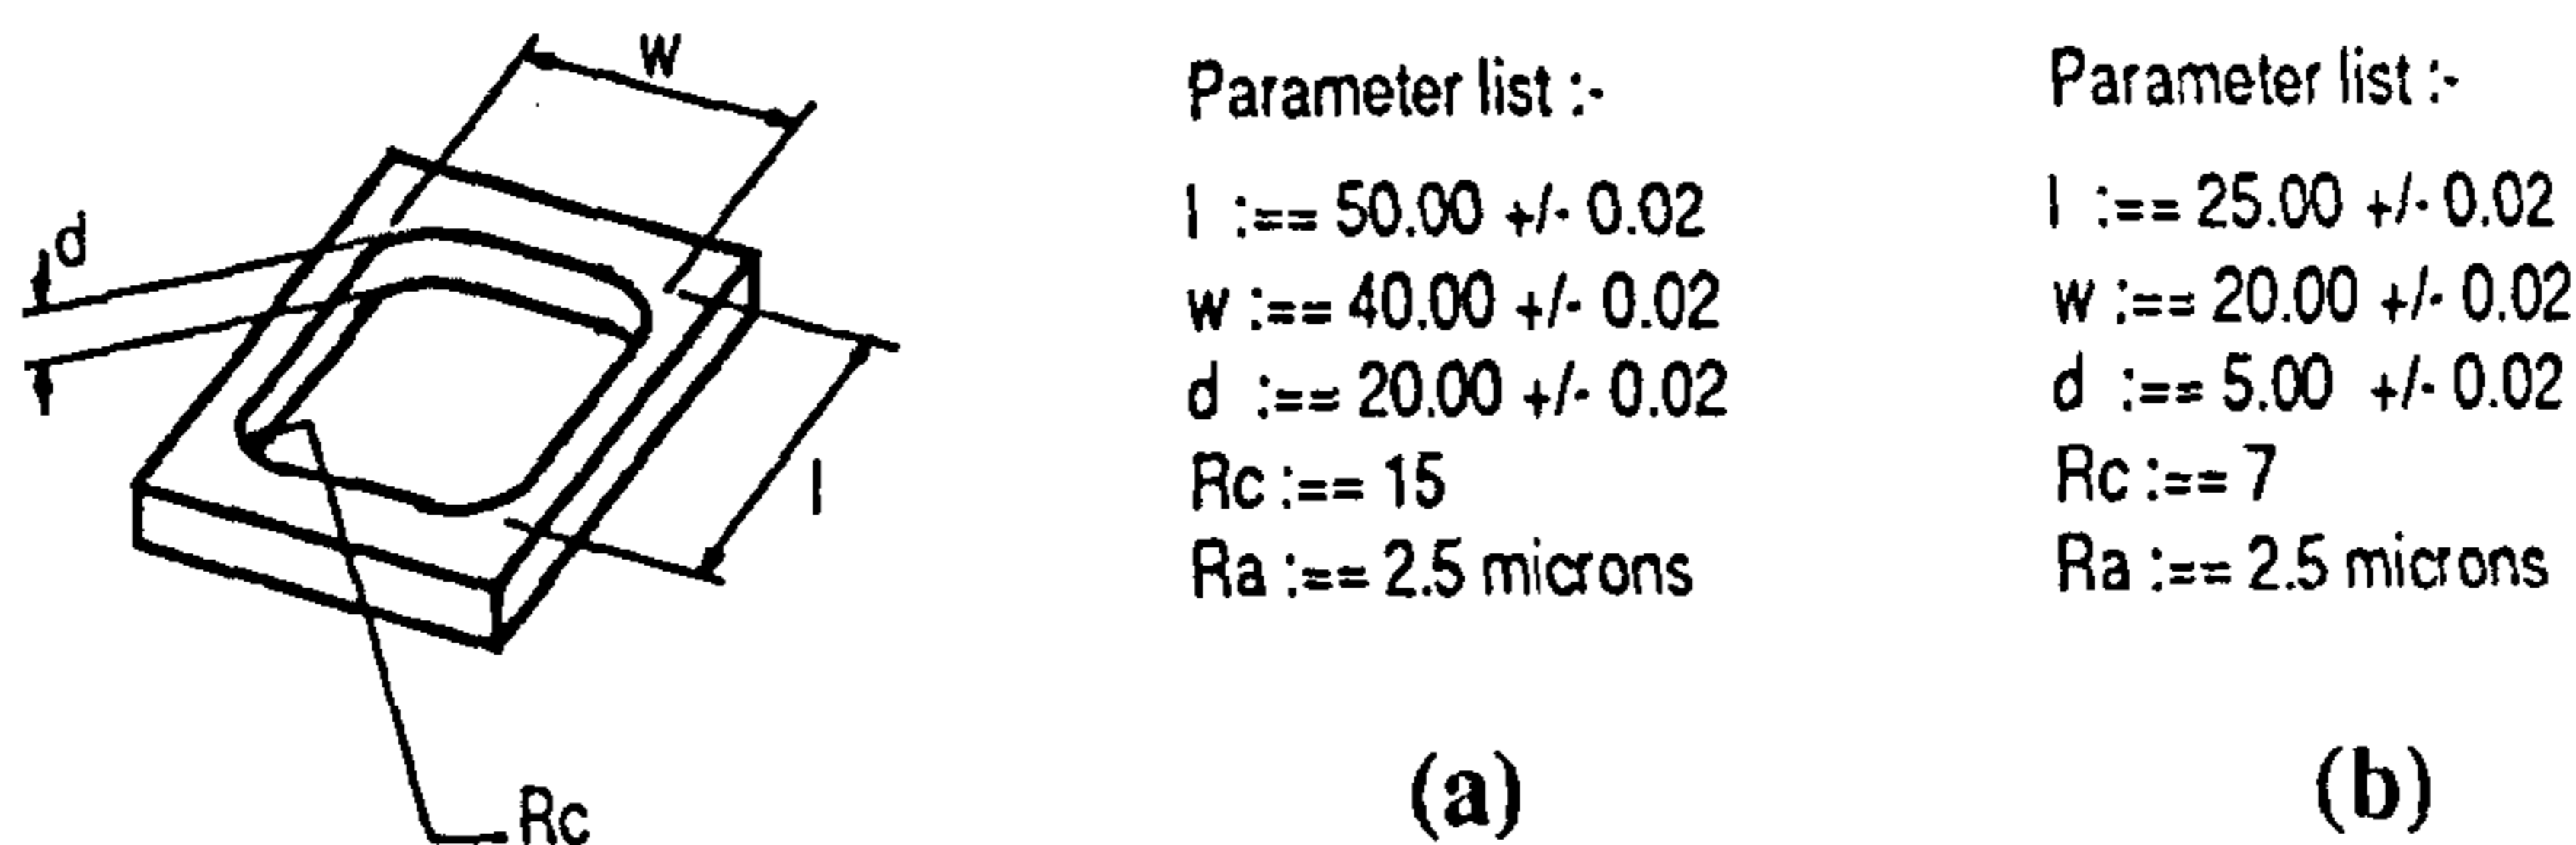 w
d
l
Rc
Parameter list :-
l :== 50.00 +/- 0.02
w :== 40.00 +/- 0.02
d :== 20.00 +/- 0.02
Rc :== 15
Ra :== 2.5 microns
(a)
Parameter list :-
l :== 25.00 +/- 0.02
w :== 20.00 +/- 0.02
d :== 5.00 +/- 0.02
Rc :== 7
Ra :== 2.5 microns
(b)